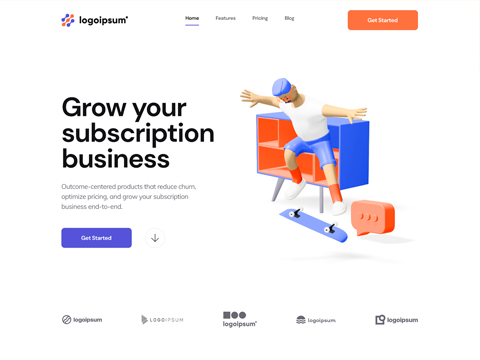 logoipsum®
Home Features Pricing Blog Get Started
Grow your
subscription
business
Outcome-centered products that reduce churn,
optimize pricing, and grow your subscription
business end-to-end.
Get Started
logoipsum
LOGOIPSUM
logoipsum®
logoipsum
logoipsum